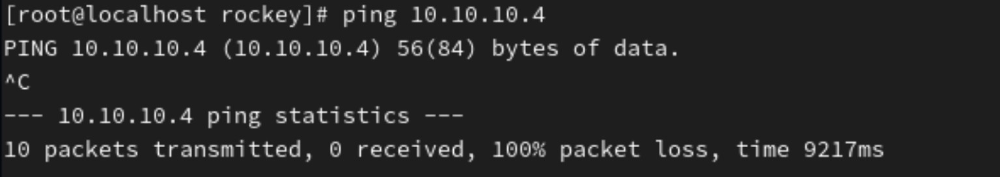 [root@localhost rockey]# ping 10.10.10.4
PING 10.10.10.4 (10.10.10.4) 56(84) bytes of data.
^C
--- 10.10.10.4 ping statistics ---
10 packets transmitted, 0 received, 100% packet loss, time 9217ms